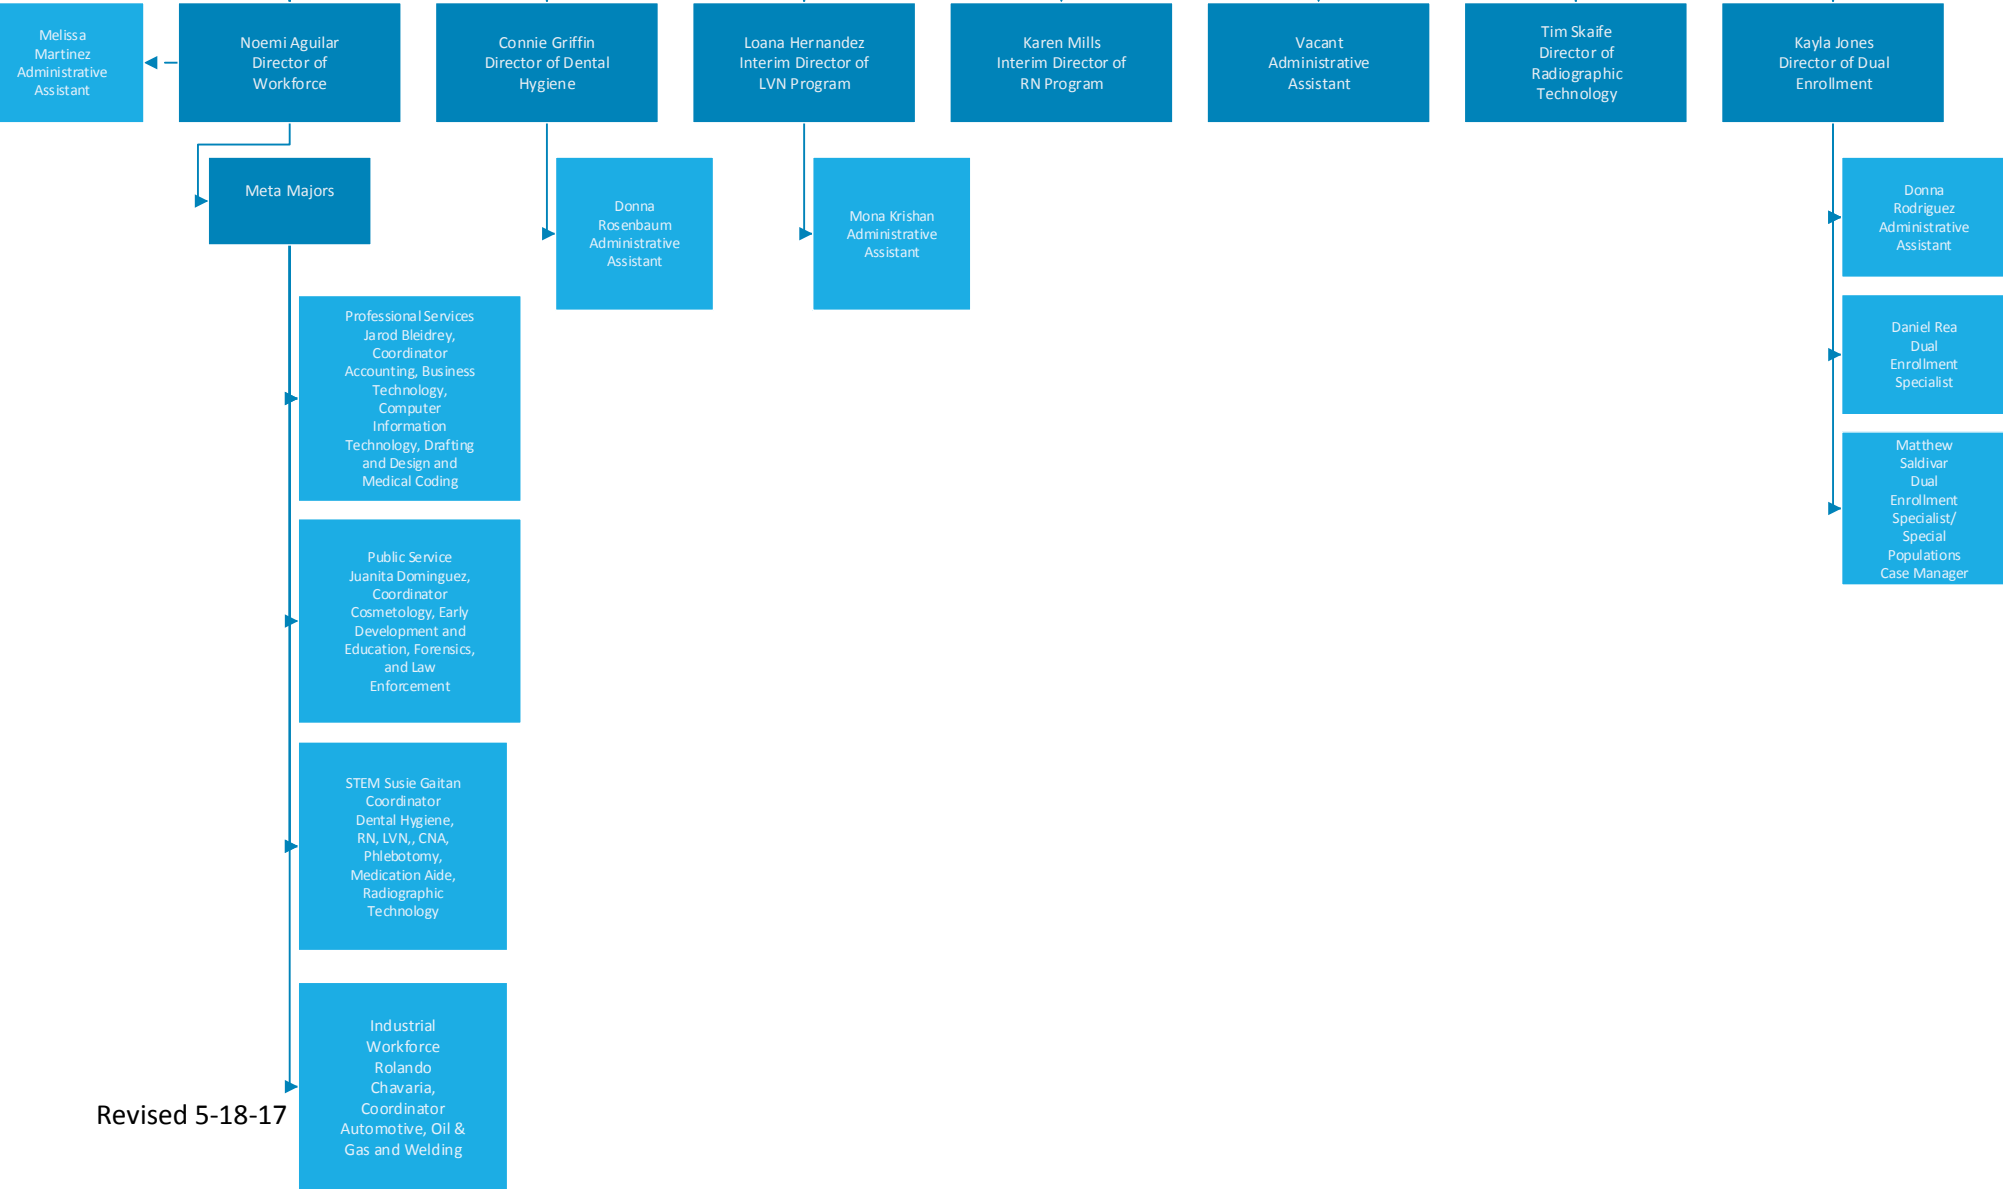 Melissa
Martinez
Administrative
Assistant
Noemi Aguilar
Director of
Workforce
Connie Griffin
Director of Dental
Hygiene
Loana Hernandez
Interim Director of
LVN Program
Karen Mills
Interim Director of
RN Program
Vacant
Administrative
Assistant
Tim Skaife
Director of
Radiographic
Technology
Kayla Jones
Director of Dual
Enrollment
Meta Majors
Donna
Rosenbaum
Administrative
Assistant
Mona Krishan
Administrative
Assistant
Donna
Rodriguez
Administrative
Assistant
Daniel Rea
Dual
Enrollment
Specialist
Matthew
Saldivar
Dual
Enrollment
Specialist/
Special
Populations
Case Manager
Professional Services
Jarod Bleidrey,
Coordinator
Accounting, Business
Technology,
Computer
Information
Technology, Drafting
and Design and
Medical Coding
Public Service
Juanita Dominguez,
Coordinator
Cosmetology, Early
Development and
Education, Forensics,
and Law
Enforcement
STEM Susie Gaitan
Coordinator
Dental Hygiene,
RN, LVN,, CNA,
Phlebotomy,
Medication Aide,
Radiographic
Technology
Industrial
Workforce
Rolando
Chavaria,
Coordinator
Automotive, Oil &
Gas and Welding
Revised 5-18-17